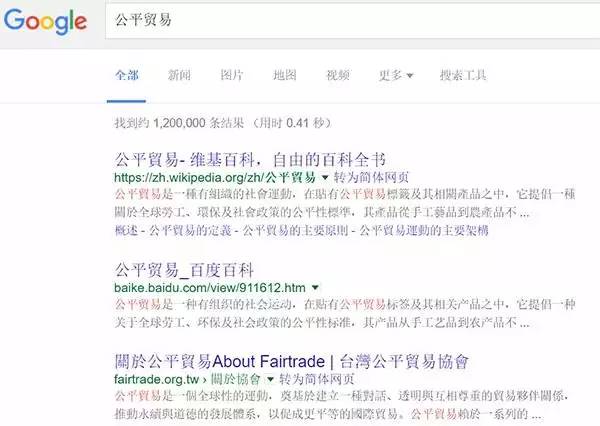 Google 公平貿易
全部 新闻 图片 地图 视频 更多 搜索工具
找到约 1,200,000 条结果 （用时 0.41 秒）
公平貿易- 维基百科，自由的百科全书
https://zh.wikipedia.org/zh/公平貿易 转为简体网页
公平貿易是一種有組織的社會運動，在貼有公平貿易標籤及其相關產品之中，它提倡一種
關於全球勞工、環保及社會政策的公平性標準，其產品從手工藝品到農產品不 ...
概述 - 公平貿易的定義 - 公平貿易的主要原則 - 公平貿易運動的主要架構
公平贸易_百度百科
baike.baidu.com/view/911612.htm
公平贸易是一种有组织的社会运动，在贴有公平贸易标签及其相关产品之中，它提倡一种
关于全球劳工、环保及社会政策的公平性标准，其产品从手工艺品到农产品不 ...
關於公平貿易About Fairtrade | 台灣公平貿易協會
fairtrade.org.tw › 關於協會 转为简体网页
公平貿易是一個全球性的運動，奠基於建立一種對話、透明與互相尊重的貿易夥伴關係，
推動永續與道德的發展體系，以促成更平等的國際貿易。公平貿易賴於一系列的 ...